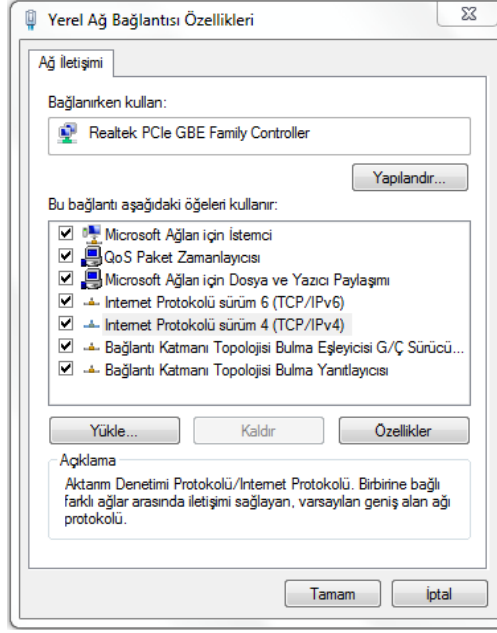 Yerel Ağ Bağlantısı Özellikleri
Ağ İletişimi
Bağlanırken kullan:
Realtek PCIe GBE Family Controller
Yapılandır...
Bu bağlantı aşağıdaki öğeleri kullanır:
Microsoft Ağları için İstemci
QoS Paket Zamanlayıcısı
Microsoft Ağları için Dosya ve Yazıcı Paylaşımı
Internet Protokolü sürüm 6 (TCP/IPv6)
Internet Protokolü sürüm 4 (TCP/IPv4)
Bağlantı Katmanı Topolojisi Bulma Eşleyicisi G/Ç Sürücü...
Bağlantı Katmanı Topolojisi Bulma Yanıtlayıcısı
Yükle...
Kaldır
Özellikler
Açıklama
Aktarım Denetimi Protokolü/Internet Protokolü. Birbirine bağlı
farklı ağlar arasında iletişimi sağlayan, varsayılan geniş alan ağı
protokolü.
Tamam
İptal